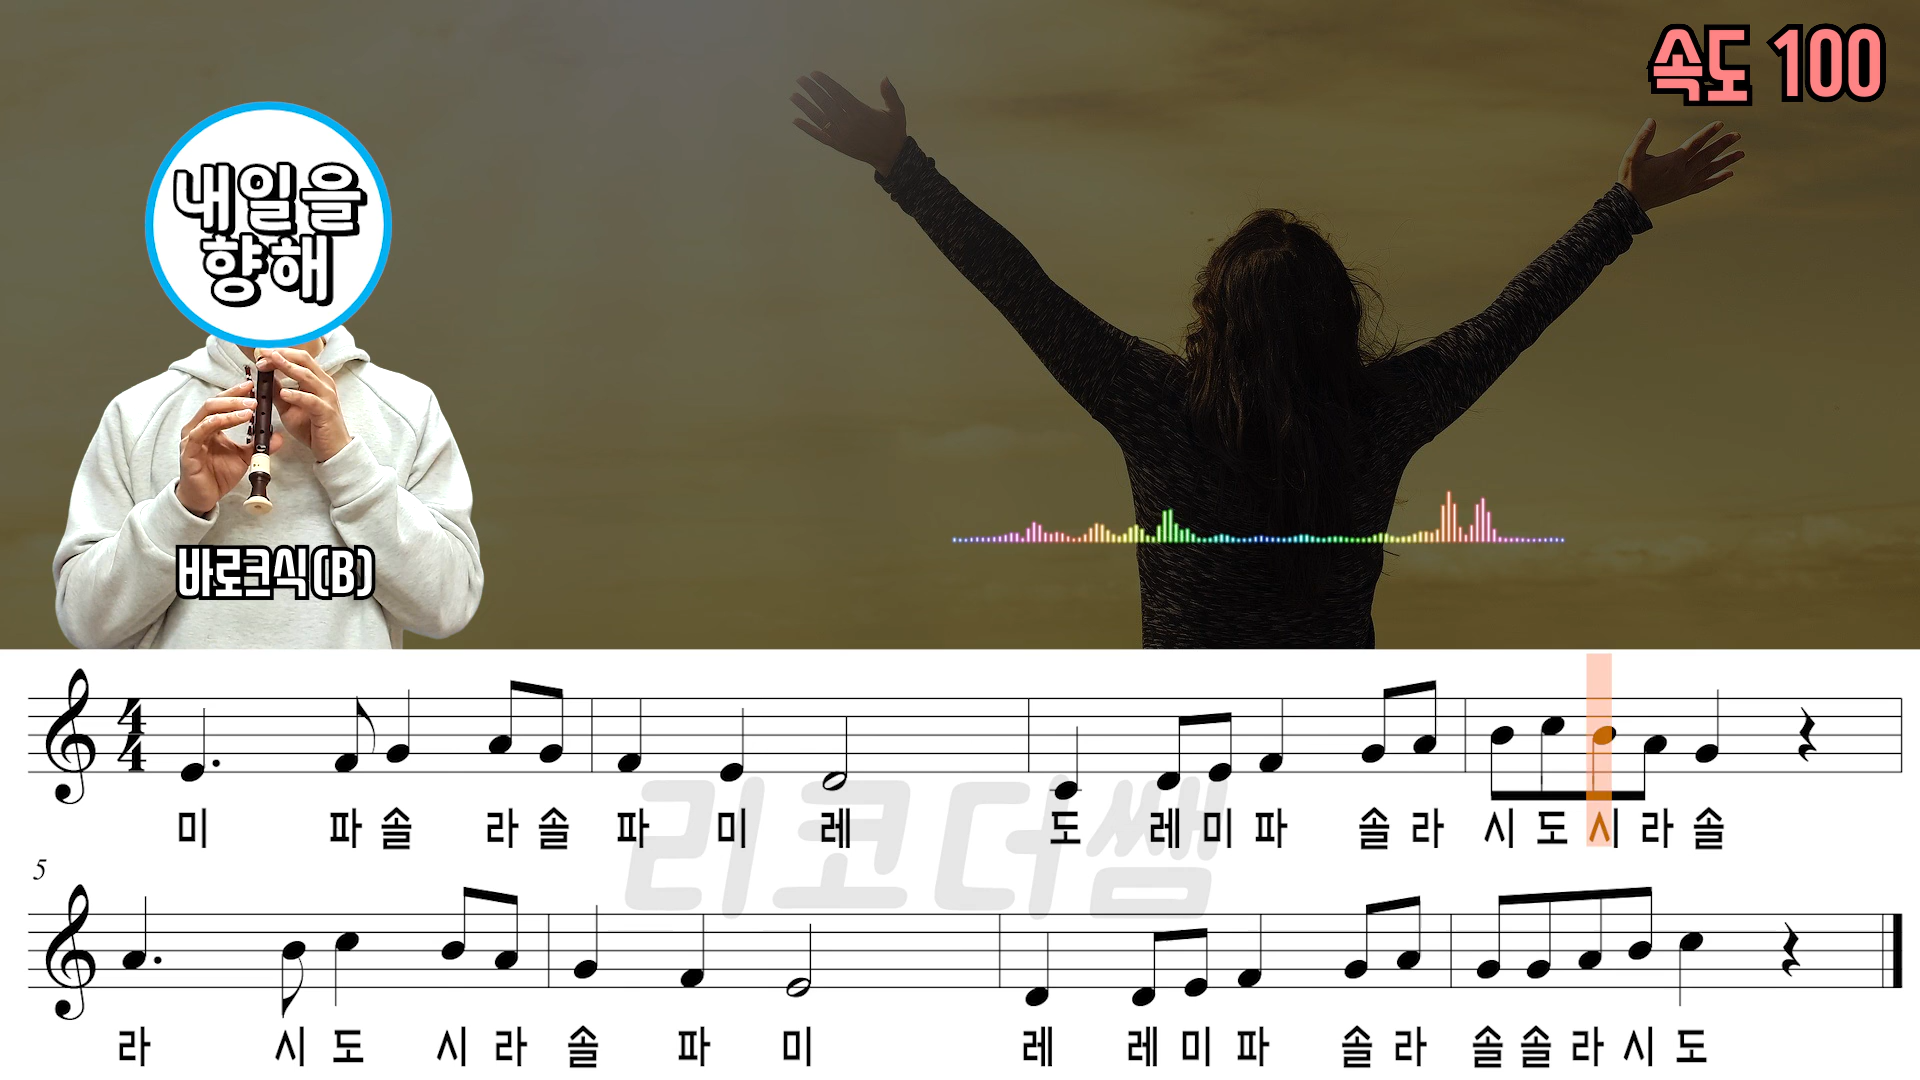 속도 100
내일을
향해
바로크식(B)
4
4
미 파 솔 라 솔 파 미 레 도 레 미 파 솔 라 시 도 시 라 솔
리코더쌤
5
라 시 도 시 라 솔 파 미 레 레 미 파 솔 라 솔 솔 라 시 도